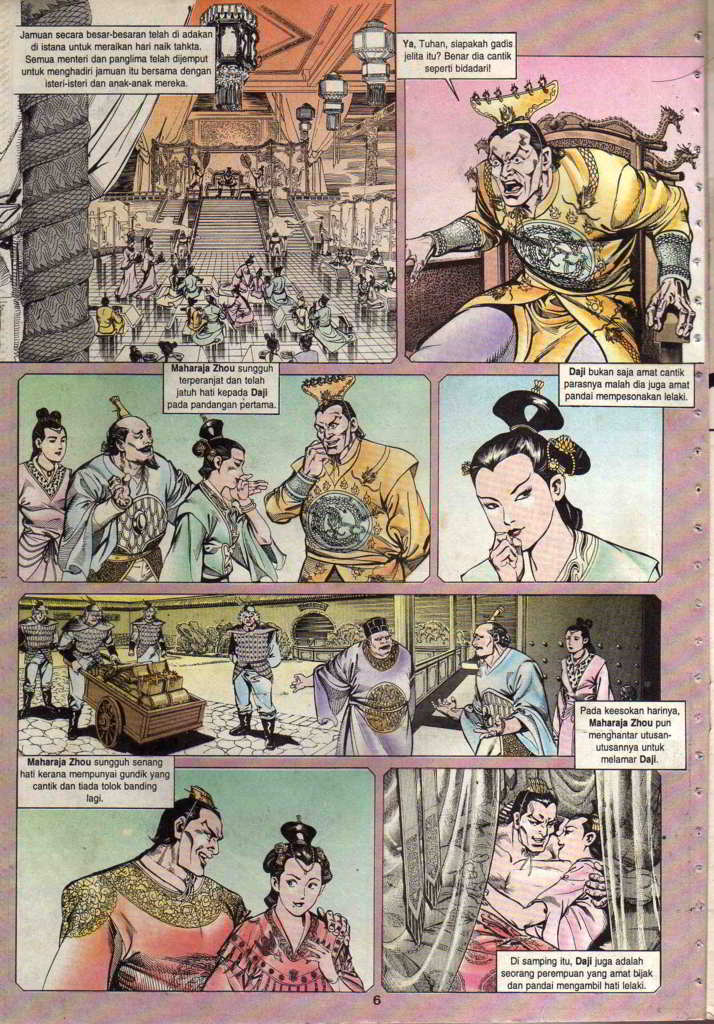 Jamuan secara besar-besaran telah di adakan
di istana untuk meraikan hari naik tahkta.
Semua menteri dan panglima telah dijemput
untuk menghadiri jamuan itu bersama dengan
isteri-isteri dan anak-anak mereka.
Ya, Tuhan, siapakah gadis
jelita itu? Benar dia cantik
seperti bidadari!
Maharaja Zhou sungguh
terperanjat dan telah
jatuh hati kepada Daji
pada pandangan pertama.
Daji bukan saja amat cantik
parasnya malah dia juga amat
pandai mempesonakan lelaki.
Pada keesokan harinya,
Maharaja Zhou pun
menghantar utusan-
utusannya untuk
melamar Daji.
Maharaja Zhou sungguh senang
hati kerana mempunyai gundik yang
cantik dan tiada tolok banding
lagi.
Di samping itu, Daji juga adalah
seorang perempuan yang amat bijak
dan pandai mengambil hati lelaki.
6